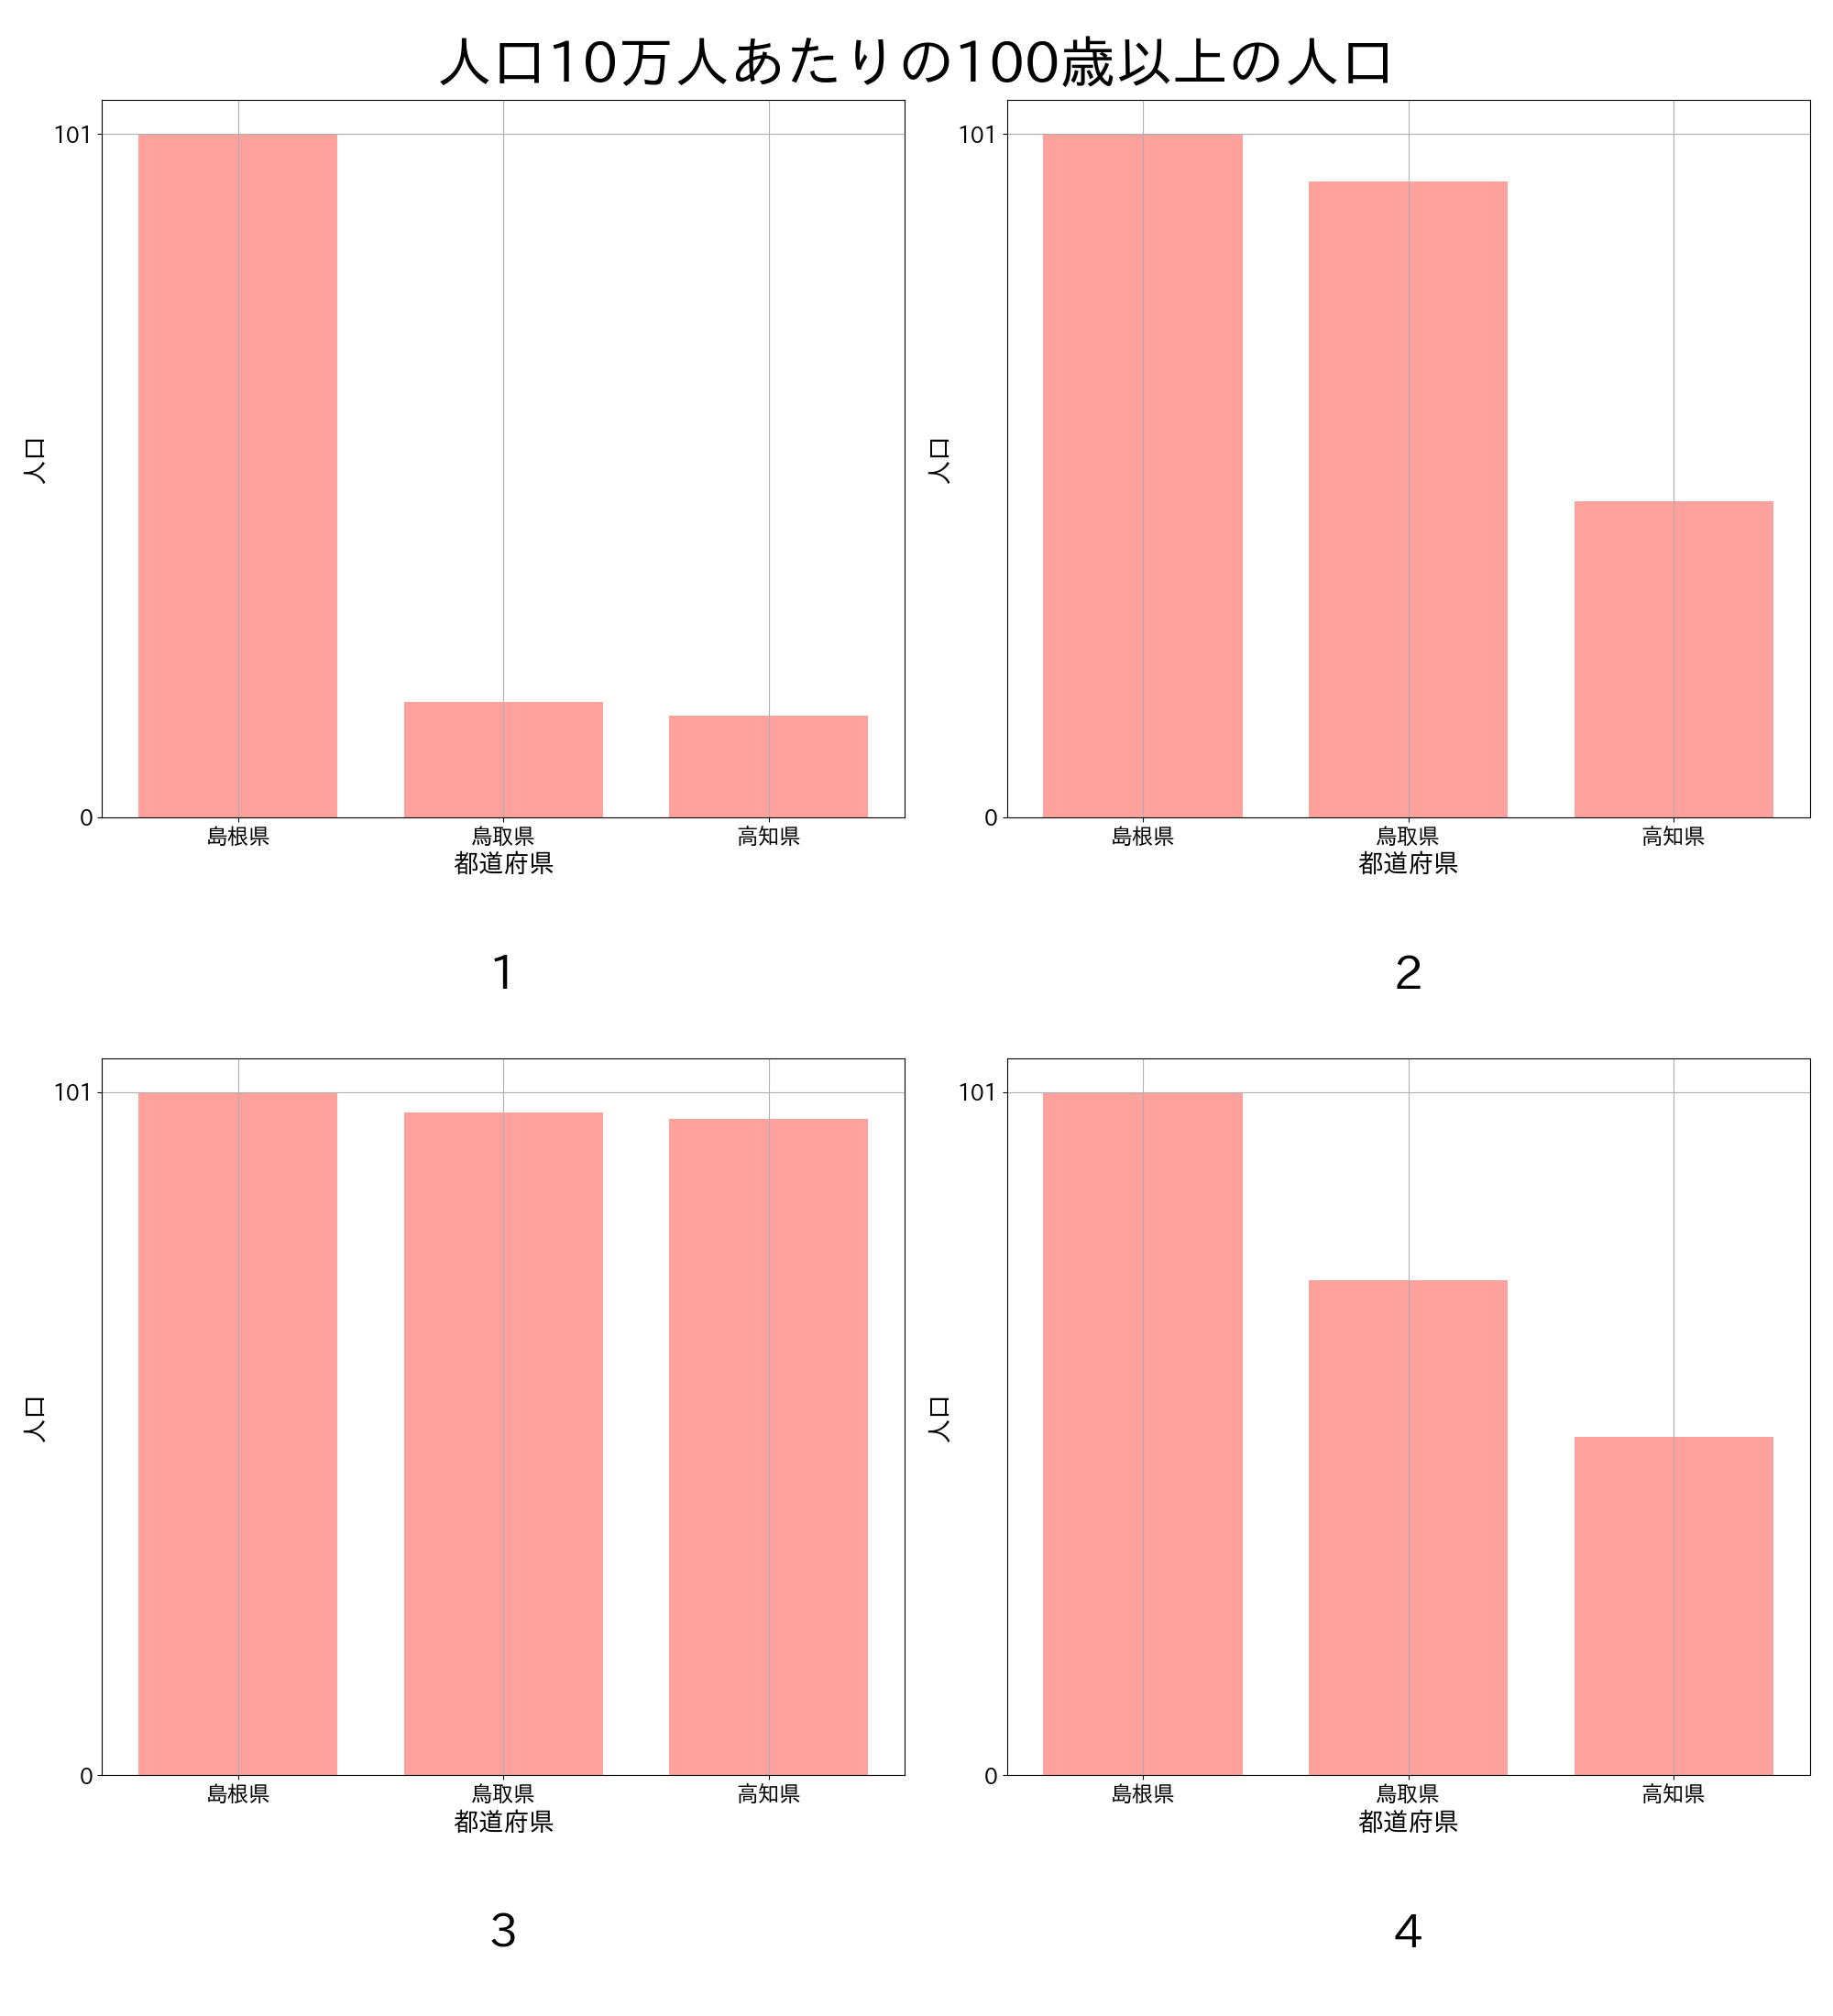 人口10万人あたりの100歳以上の人口
101
0
人口
島根県 鳥取県 高知県
都道府県
1
101
0
人口
島根県 鳥取県 高知県
都道府県
2
101
0
人口
島根県 鳥取県 高知県
都道府県
3
101
0
人口
島根県 鳥取県 高知県
都道府県
4